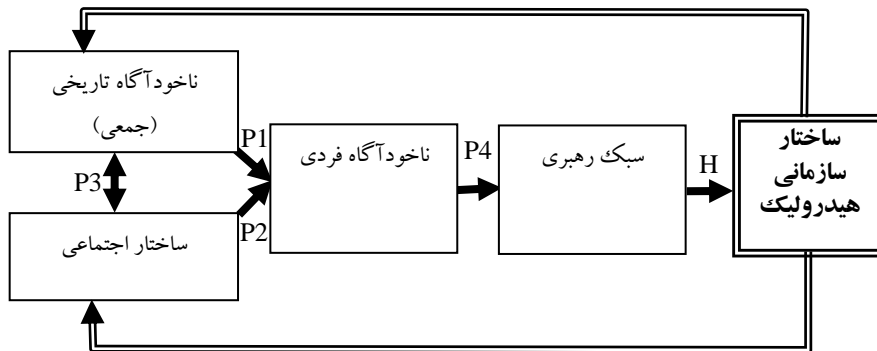 ناخودآگاه تاریخی
(جمعی)
P1
ناخودآگاه فردی
P4
سبک رهبری
H
ساختار
سازمانی
هیدرولیک
P3
P2
ساختار اجتماعی